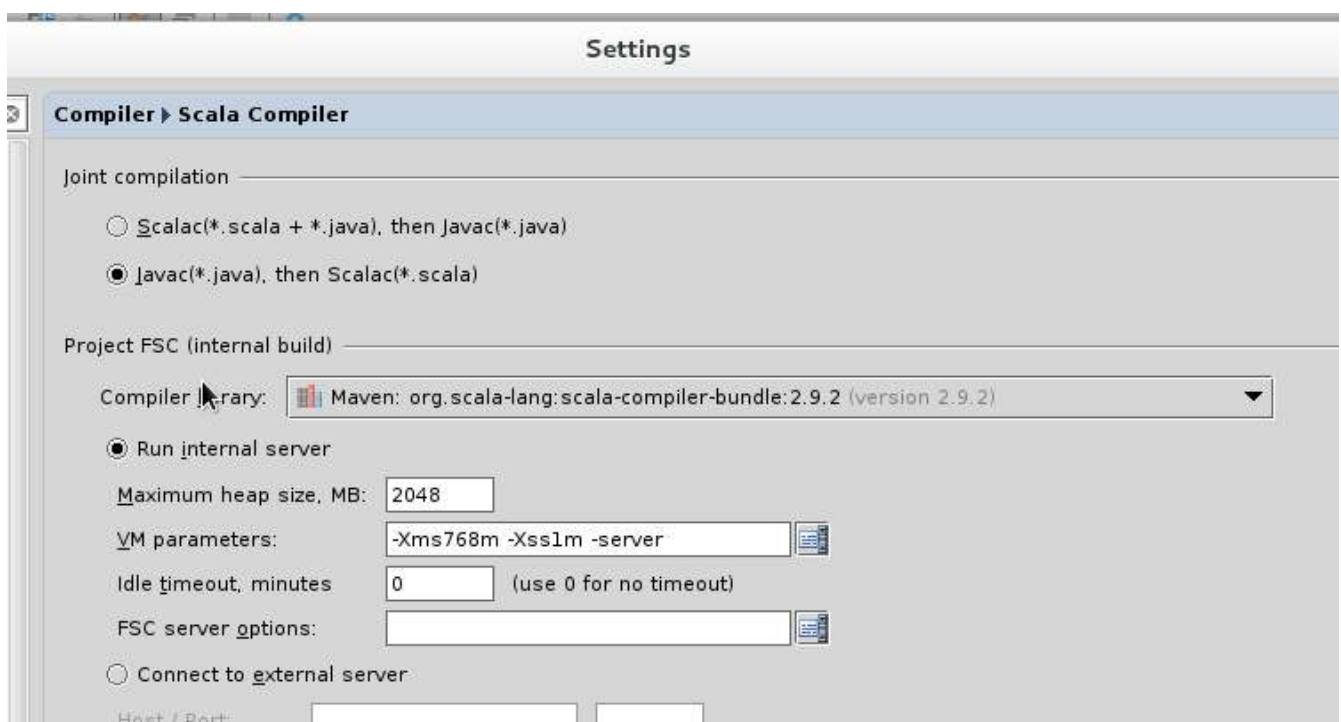 Settings
Compiler Scala Compiler
Joint compilation
Scalac(*.scala + *.java), then Javac(*.java)
Javac(*.java), then Scalac(*.scala)
Project FSC (internal build)
Compiler library: Maven: org.scala-lang:scala-compiler-bundle:2.9.2 (version 2.9.2)
Run internal server
Maximum heap size, MB: 2048
VM parameters: -Xms768m -Xss1m -server
Idle timeout, minutes 0 (use 0 for no timeout)
FSC server options:
Connect to external server
Host / Port: